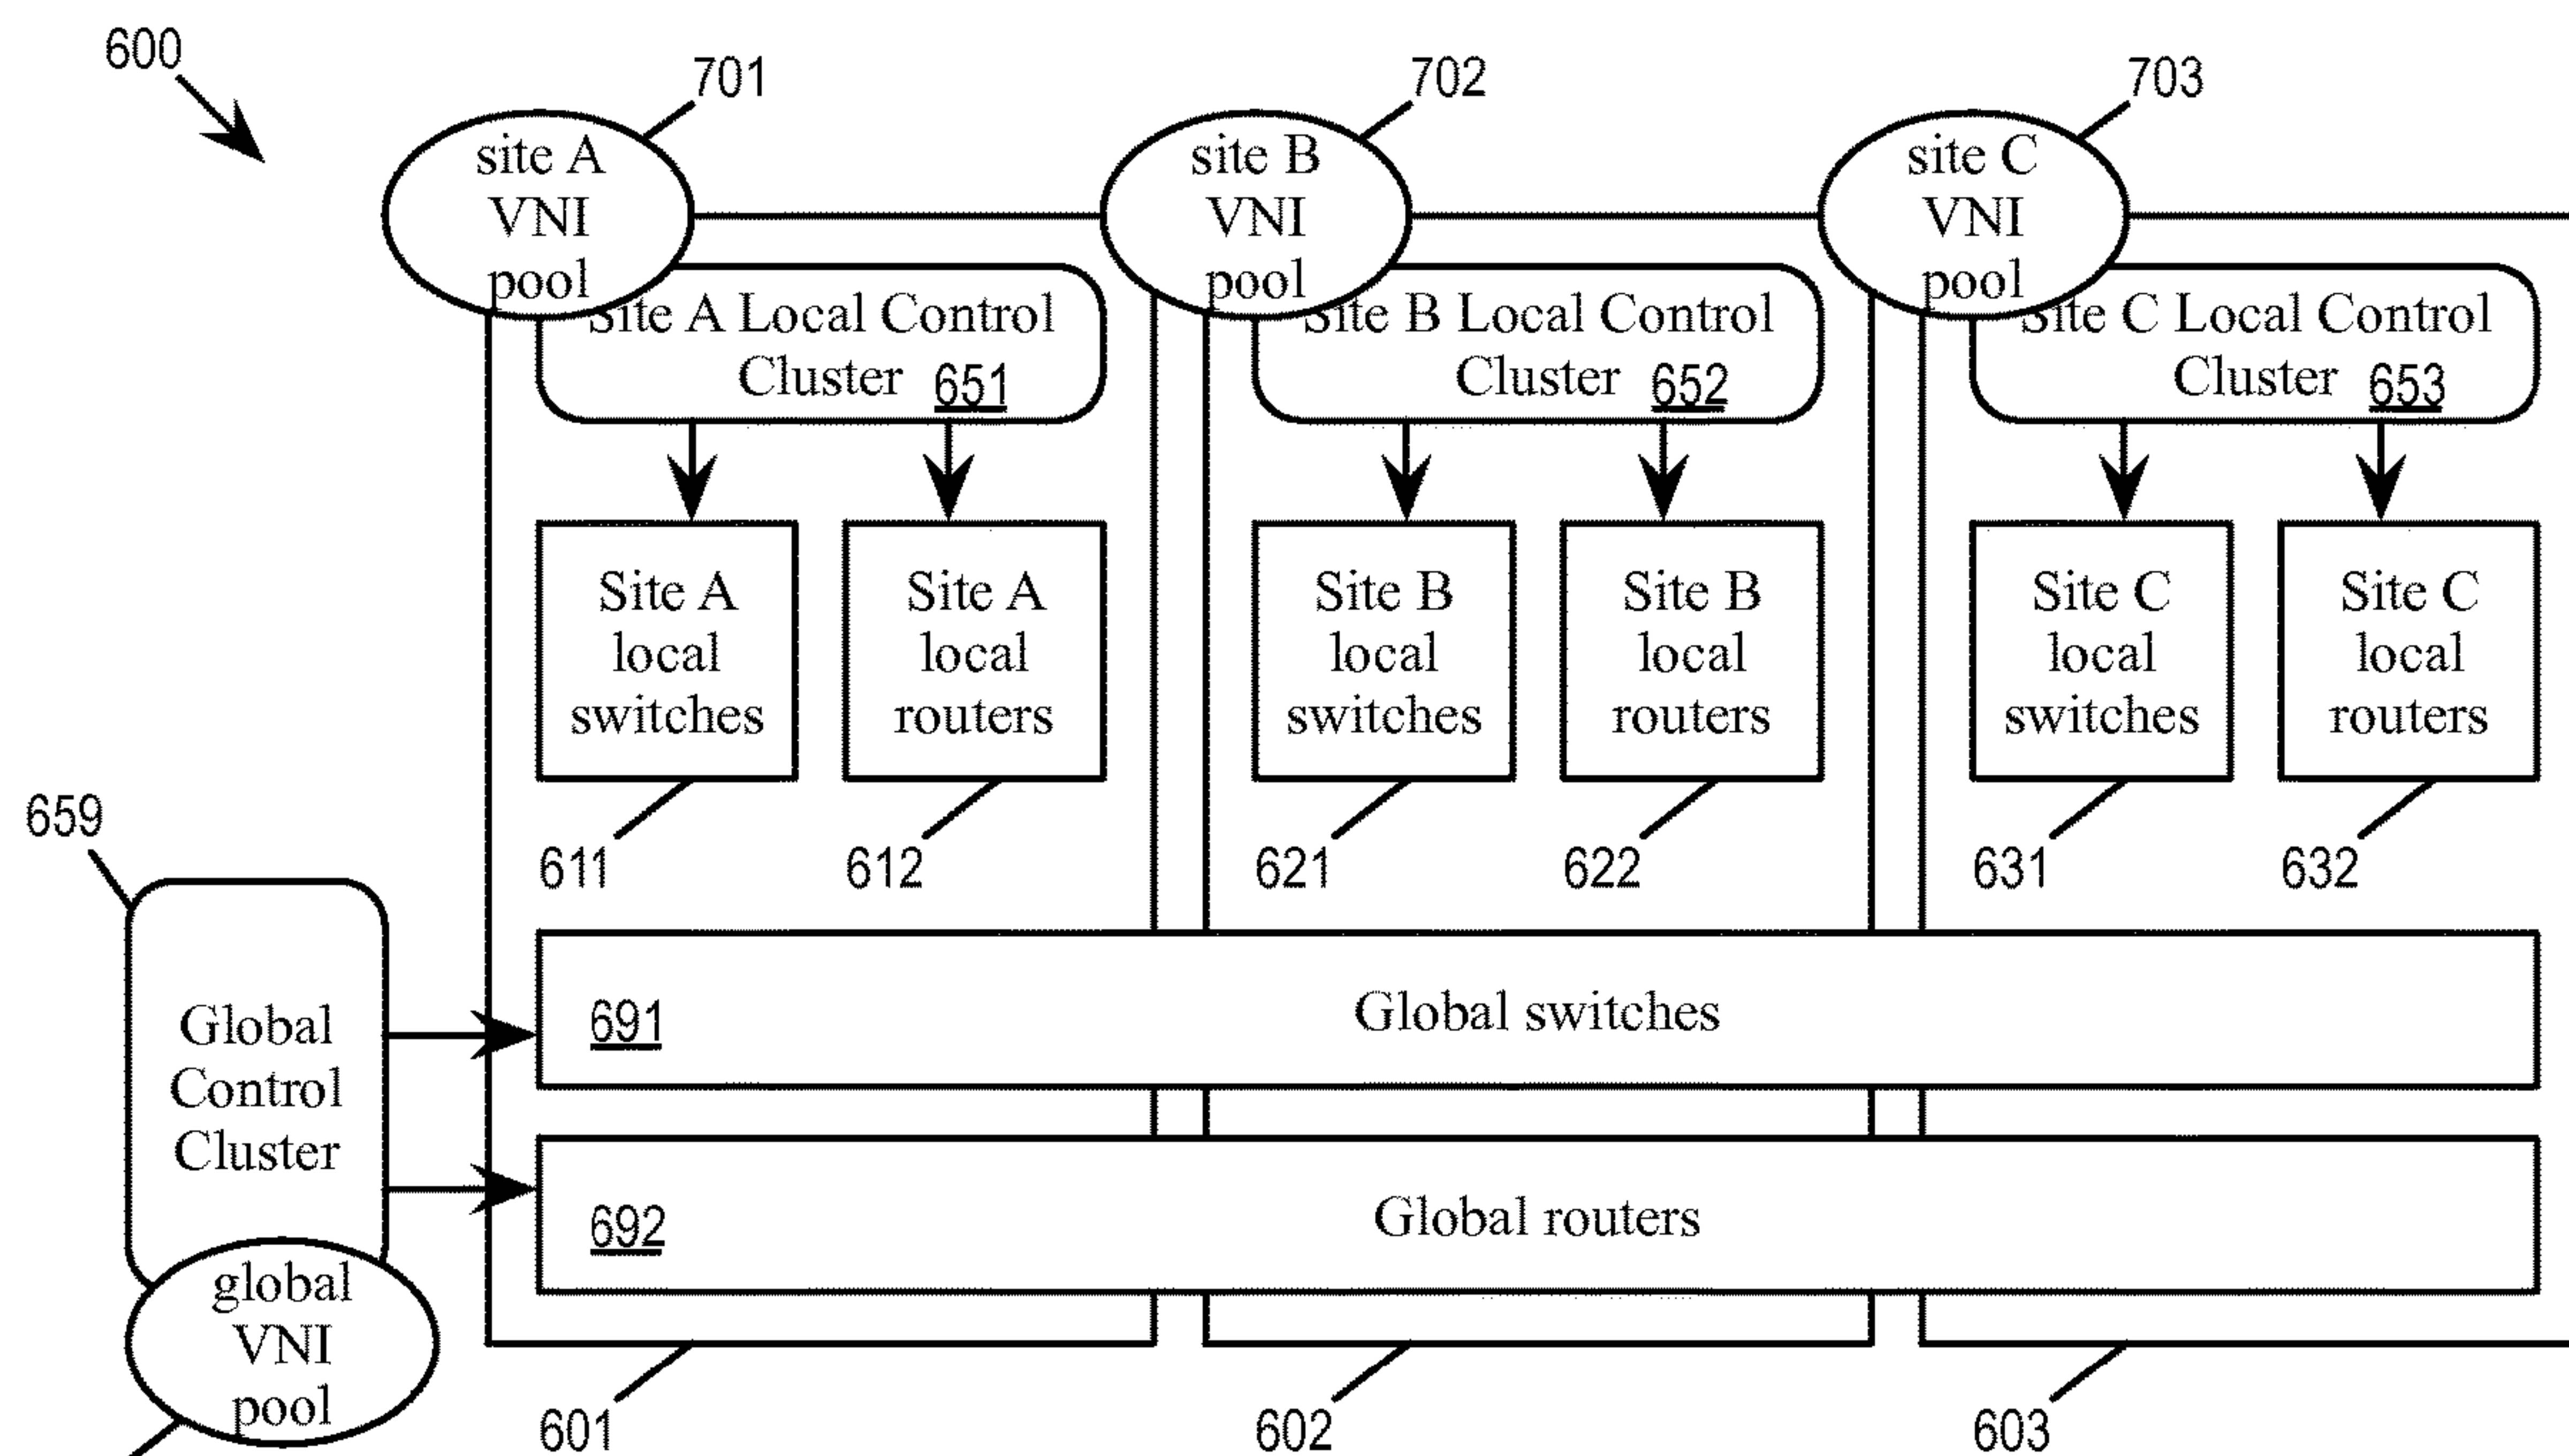 600
701
702
703
site A
VNI
pool
site B
VNI
pool
site C
VNI
pool
Site A Local Control
Cluster 651
Site B Local Control
Cluster 652
Site C Local Control
Cluster 653
Site A
local
switches
Site A
local
routers
Site B
local
switches
Site B
local
routers
Site C
local
switches
Site C
local
routers
611
612
621
622
631
632
659
Global
Control
Cluster
691
Global switches
692
Global routers
global
VNI
pool
601
602
603